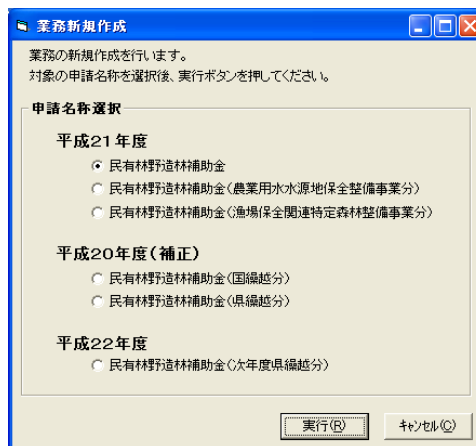 業務新規作成
業務の新規作成を行います。
対象の申請名称を選択後、実行ボタンを押してください。
申請名称選択
平成21年度
民有林野造林補助金
民有林野造林補助金(農業用水水源地保全整備事業分)
民有林野造林補助金(漁場保全関連特定森林整備事業分)
平成20年度(補正)
民有林野造林補助金(国繰越分)
民有林野造林補助金(県繰越分)
平成22年度
民有林野造林補助金(次年度県繰越分)
実行(R) ｷｬﾝｾﾙ(C)